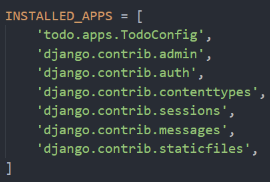 INSTALLED_APPS = [
    'todo.apps.TodoConfig',
    'django.contrib.admin',
    'django.contrib.auth',
    'django.contrib.contenttypes',
    'django.contrib.sessions',
    'django.contrib.messages',
    'django.contrib.staticfiles',
]